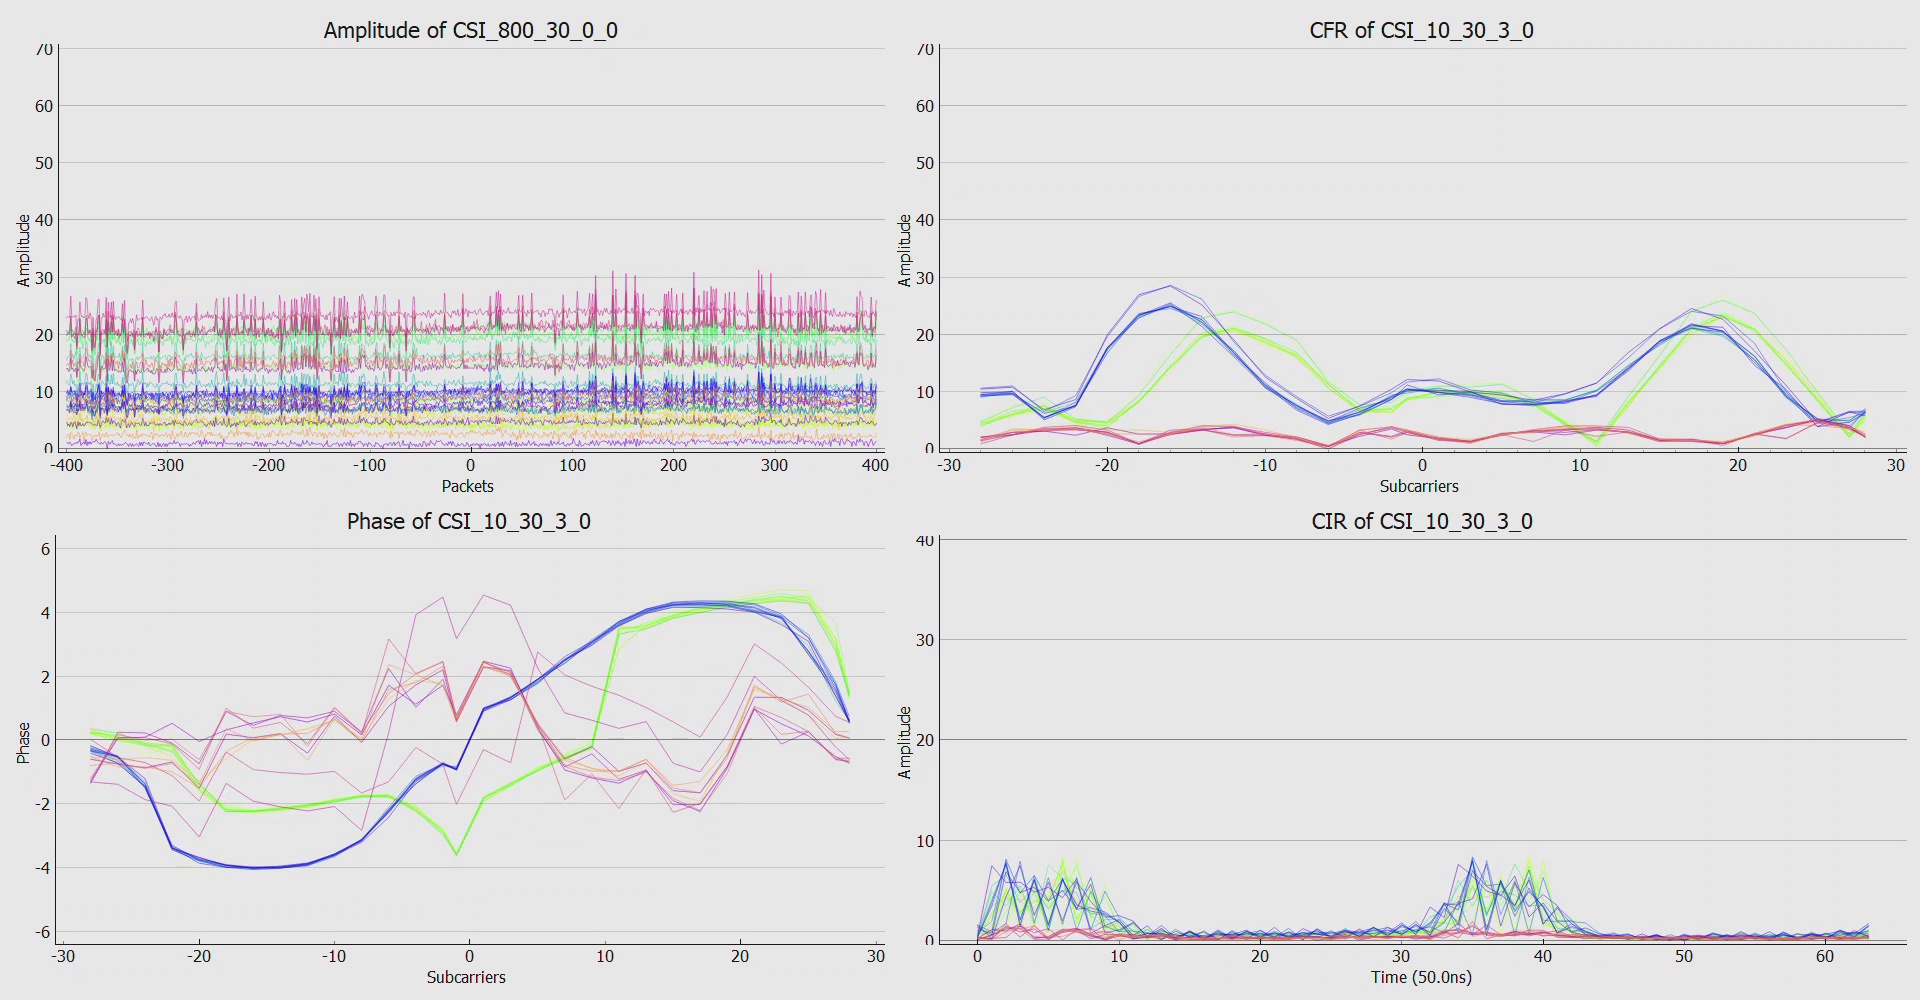 Amplitude of CSI_800_30_0_0
70
60
50
40
30
20
10
0
Amplitude
-400 -300 -200 -100 0 100 200 300 400
Packets
CFR of CSI_10_30_3_0
70
60
50
40
30
20
10
0
Amplitude
-30 -20 -10 0 10 20 30
Subcarriers
Phase of CSI_10_30_3_0
6
4
2
0
-2
-4
-6
Phase
-30 -20 -10 0 10 20 30
Subcarriers
CIR of CSI_10_30_3_0
40
30
20
10
0
Amplitude
0 10 20 30 40 50 60
Time (50.0ns)